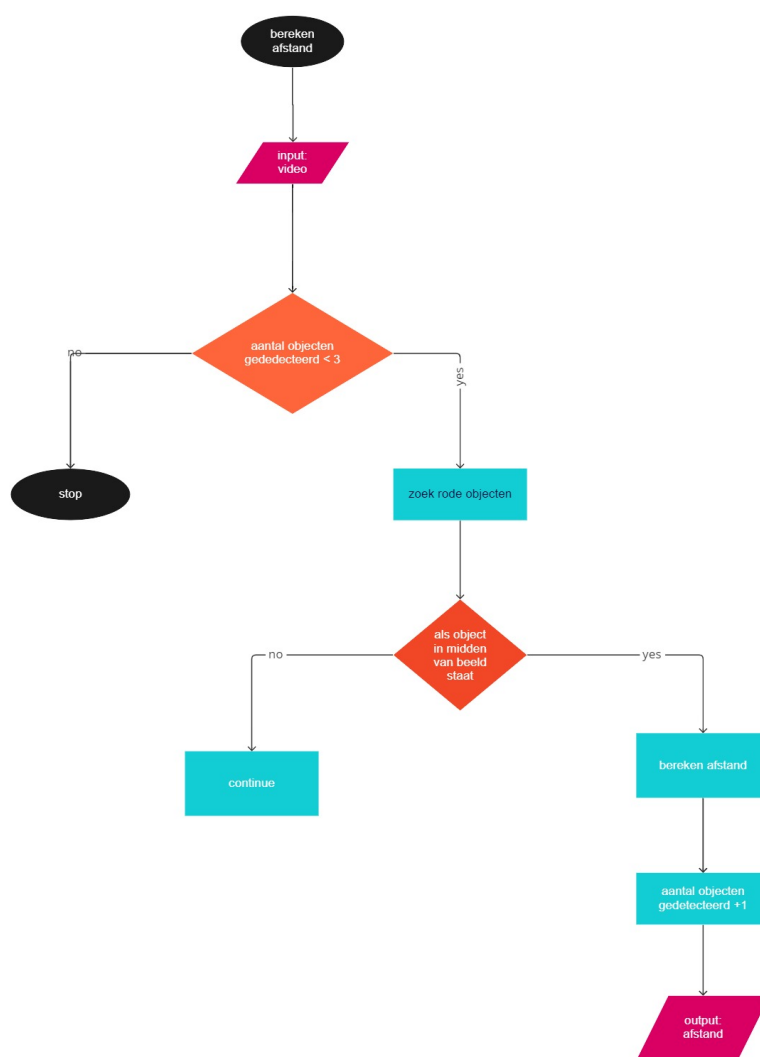 bereken
afstand
input:
video
aantal objecten
gededecteerd < 3
no
yes
stop
zoek rode objecten
als object
in midden
van beeld
staat
no
yes
continue
bereken afstand
aantal objecten
gedetecteerd +1
output:
afstand